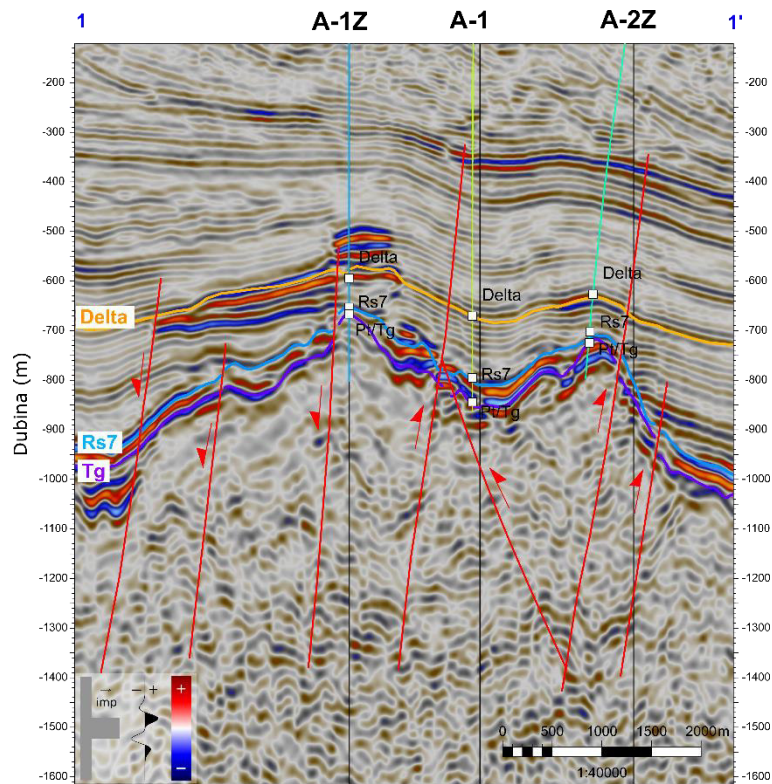 1 A-1Z A-1 A-2Z 1'
-200 -200
-300 -300
-400 -400
-500 -500
Delta
Delta
-600 -600
Delta
Delta Rs7
Rs7
-700 Pt/Tg Pt/Tg -700
Dubina (m)
Rs7
-800 -800
Pt/Tg
-900 -900
Rs7
Tg
-1000 -1000
-1100 -1100
-1200 -1200
-1300 -1300
-1400 -1400
→ − + +
imp
-1500 0 500 1000 1500 2000m -1500
1:40000
−
-1600 -1600